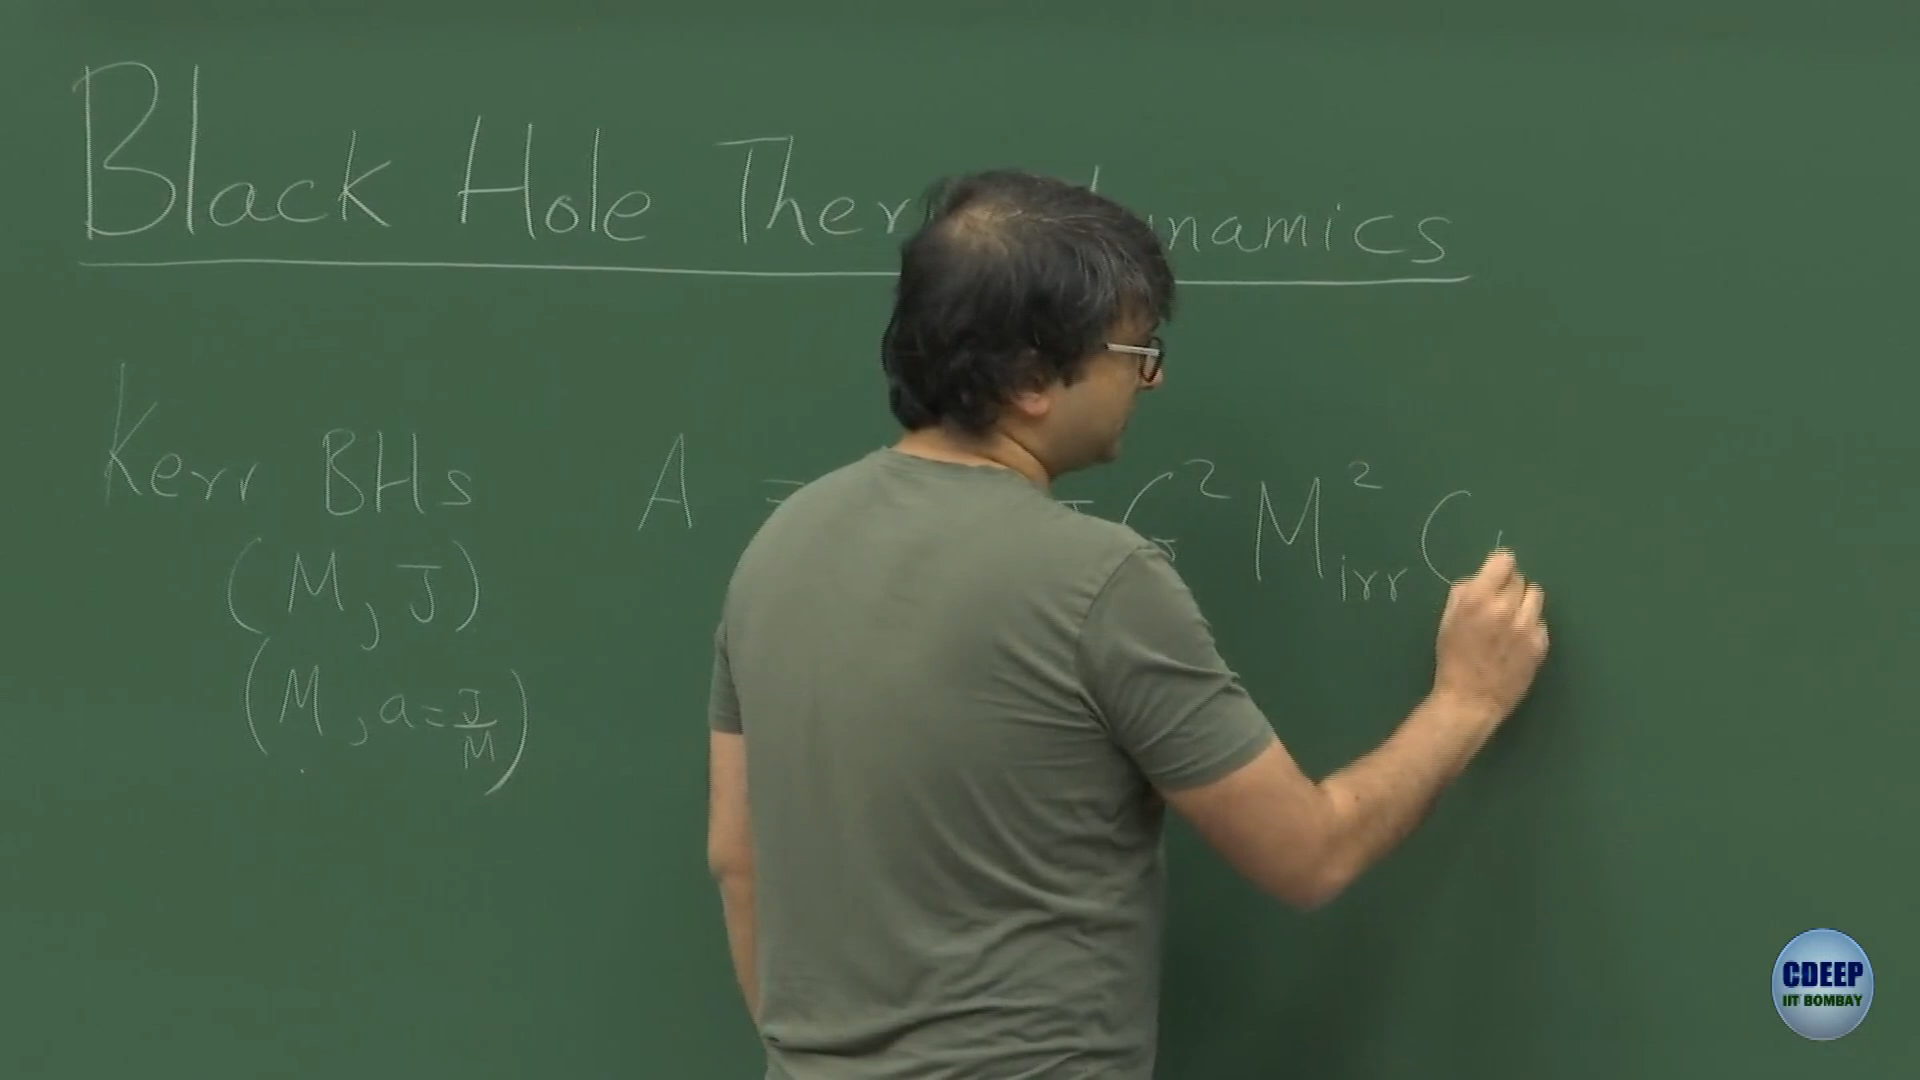 Black Hole Ther namics
Kerr BHs A = G² M²irr (
(M, J)
(M, a = J/M)
CDEEP
IIT BOMBAY